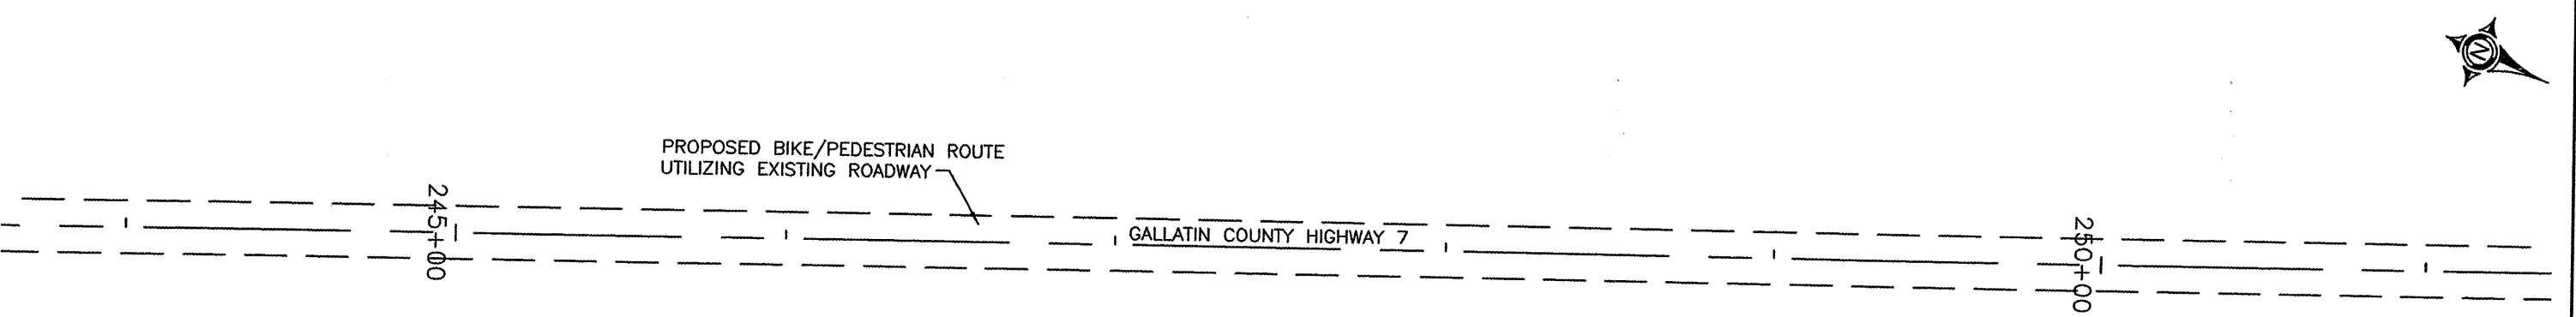 N
PROPOSED BIKE/PEDESTRIAN ROUTE
UTILIZING EXISTING ROADWAY
245+00
GALLATIN COUNTY HIGHWAY 7
250+00